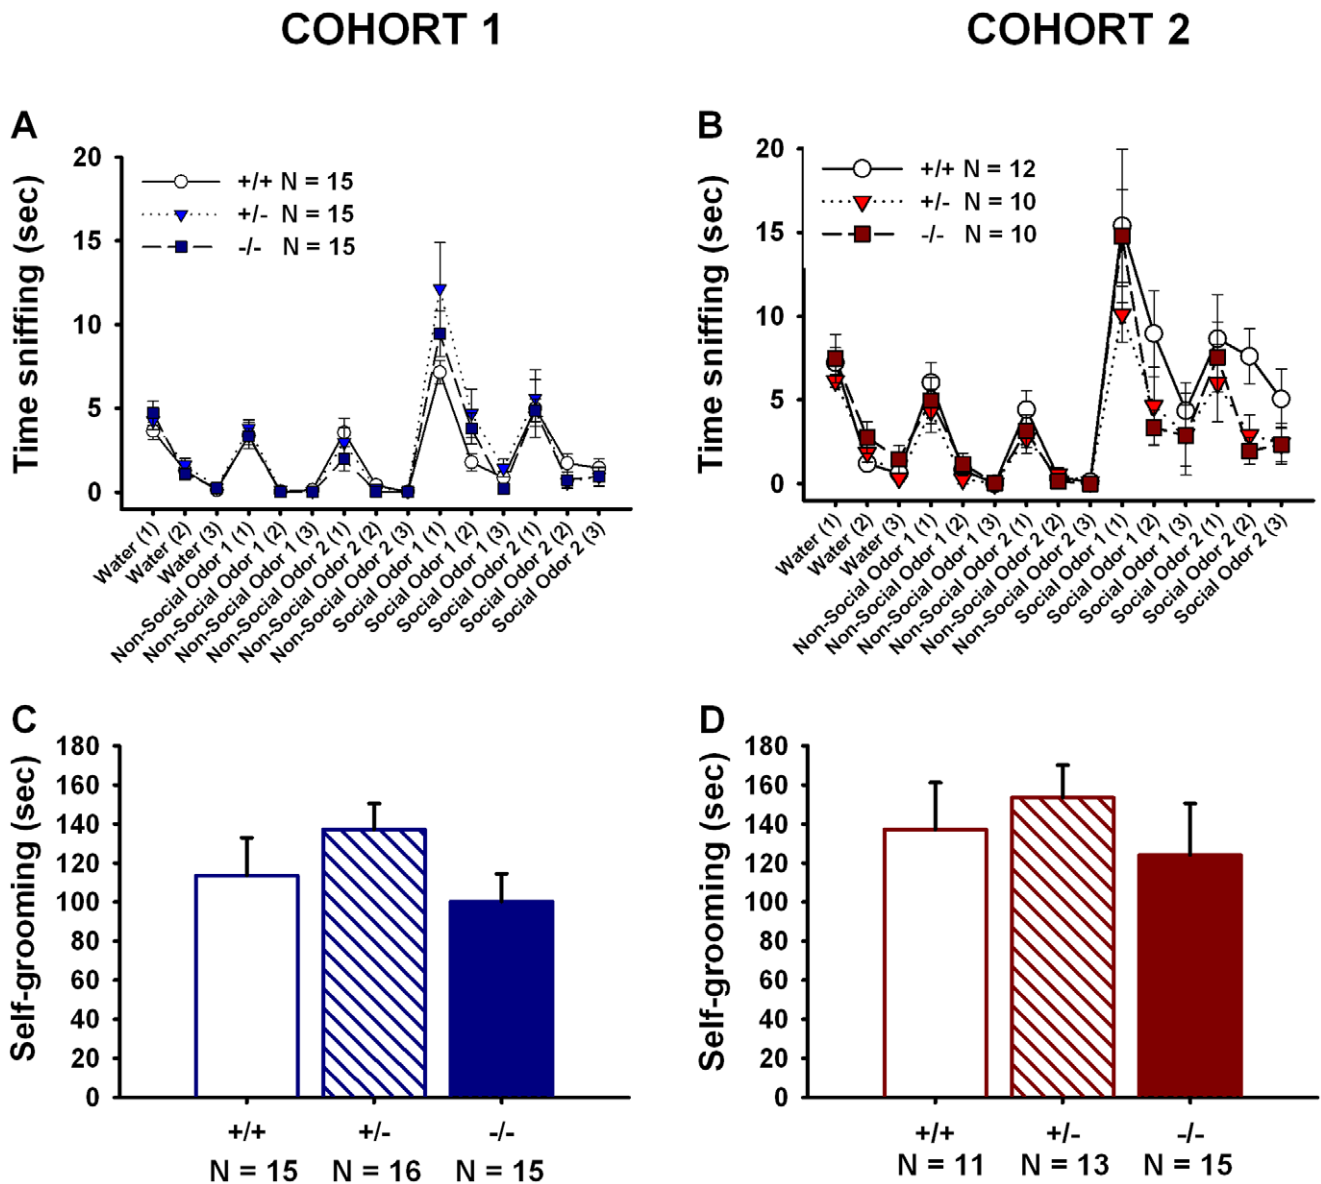 COHORT 1
COHORT 2
A
Time sniffing (sec)
20
15
10
5
0
+/+ N = 15
+/- N = 15
-/- N = 15
Water (1)
Water (2)
Water (3)
Non-Social Odor 1 (1)
Non-Social Odor 1 (2)
Non-Social Odor 1 (3)
Non-Social Odor 2 (1)
Non-Social Odor 2 (2)
Non-Social Odor 2 (3)
Social Odor 1 (1)
Social Odor 1 (2)
Social Odor 1 (3)
Social Odor 2 (1)
Social Odor 2 (2)
Social Odor 2 (3)
B
Time sniffing (sec)
20
15
10
5
0
+/+ N = 12
+/- N = 10
-/- N = 10
Water (1)
Water (2)
Water (3)
Non-Social Odor 1 (1)
Non-Social Odor 1 (2)
Non-Social Odor 1 (3)
Non-Social Odor 2 (1)
Non-Social Odor 2 (2)
Non-Social Odor 2 (3)
Social Odor 1 (1)
Social Odor 1 (2)
Social Odor 1 (3)
Social Odor 2 (1)
Social Odor 2 (2)
Social Odor 2 (3)
C
Self-grooming (sec)
180
160
140
120
100
80
60
40
20
0
+/+ +/- -/-
N = 15 N = 16 N = 15
D
Self-grooming (sec)
180
160
140
120
100
80
60
40
20
0
+/+ +/- -/-
N = 11 N = 13 N = 15